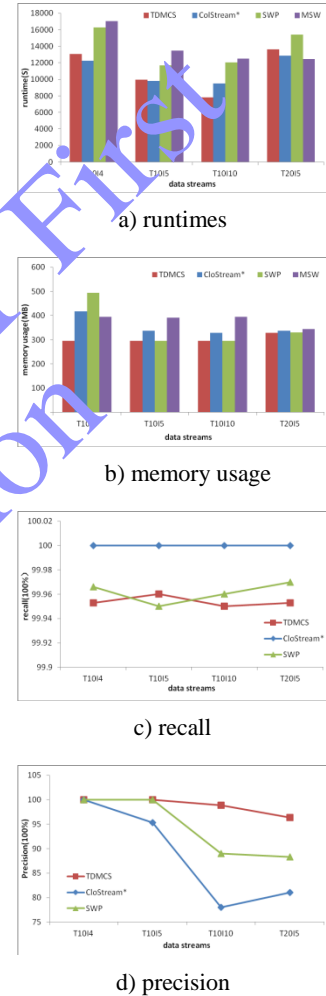 TDMCS CloStream* SWP MSW
18000
16000
14000
12000
10000
8000
6000
4000
2000
0
runtime(S)
T10I4 T10I5 T10I10 T20I5
data streams
a) runtimes
TDMCS CloStream* SWP MSW
600
500
400
300
200
100
memory usage(MB)
T10I5 T10I10 T20I5
data streams
b) memory usage
100.02
100
99.98
99.96
99.94
99.92
99.9
recall(100%)
T10I4 T10I5 T10I10 T20I5
data streams
TDMCS
CloStream*
SWP
c) recall
105
100
95
90
85
80
75
Precision(100%)
TDMCS
CloStream*
SWP
T10I4 T10I5 T10I10 T20I5
data streams
d) precision
First